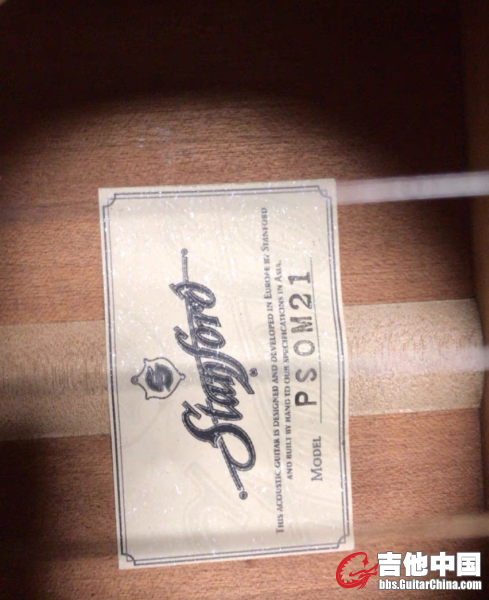 Stanford
THIS ACOUSTIC GUITAR IS DESIGNED AND DEVELOPED IN EUROPE BY STANFORD
AND BUILT BY HAND TO OUR SPECIFICATIONS IN ASIA.
MODEL PSOM21
吉他中国
bbs.GuitarChina.com